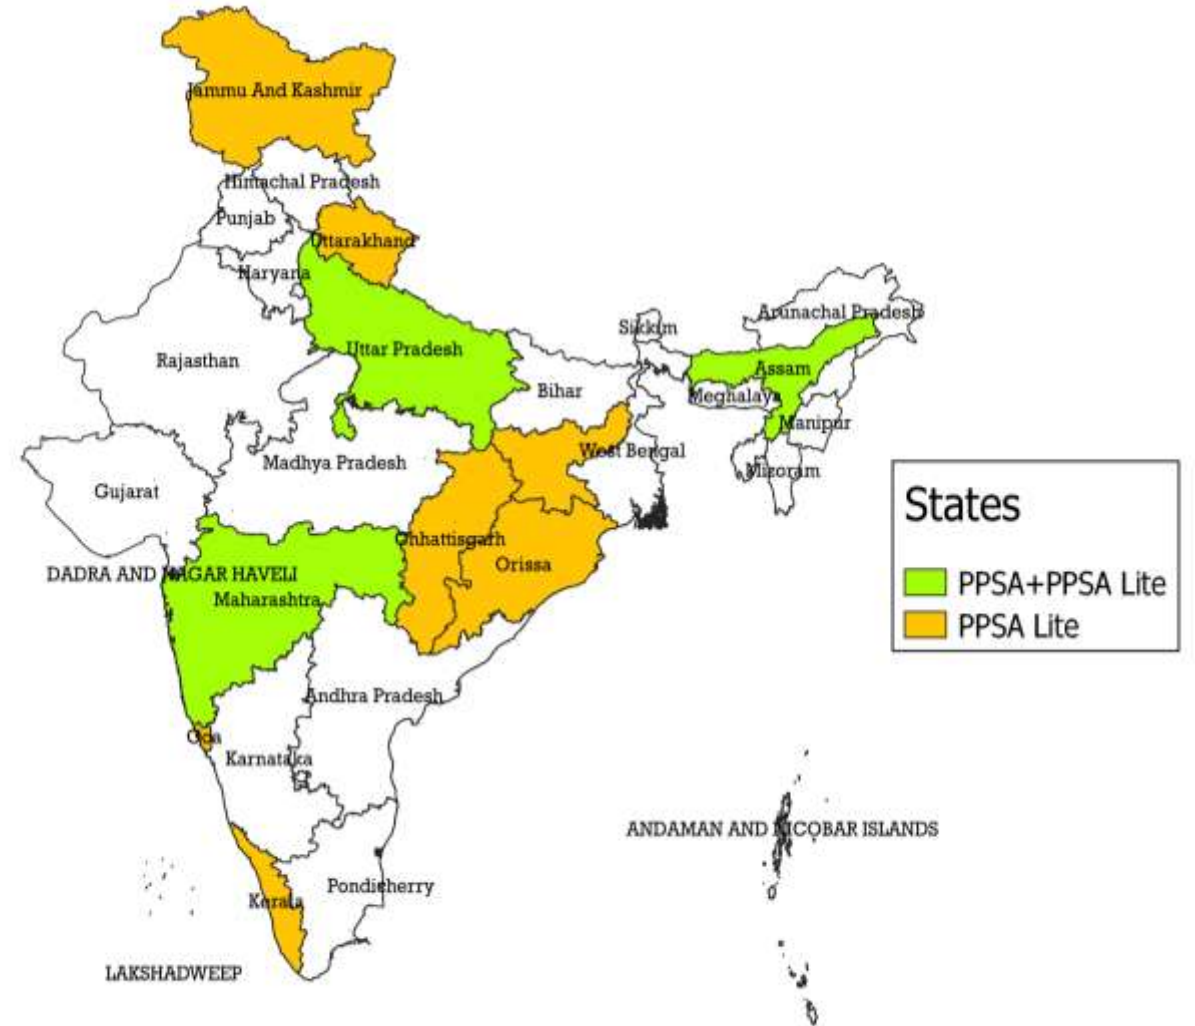 Jammu And Kashmir
Himachal Pradesh
Punjab
Uttarakhand
Haryana
Arunachal Pradesh
Sikkim
Uttar Pradesh
Rajasthan
Assam
Bihar
Meghalaya
Manipur
West Bengal
Madhya Pradesh
Mizoram
Gujarat
States
Chhattisgarh
Orissa
DADRA AND NAGAR HAVELI
PPSA+PPSA Lite
Maharashtra
PPSA Lite
Andhra Pradesh
Goa
Karnataka
ANDAMAN AND NICOBAR ISLANDS
Pondicherry
Kerala
LAKSHADWEEP